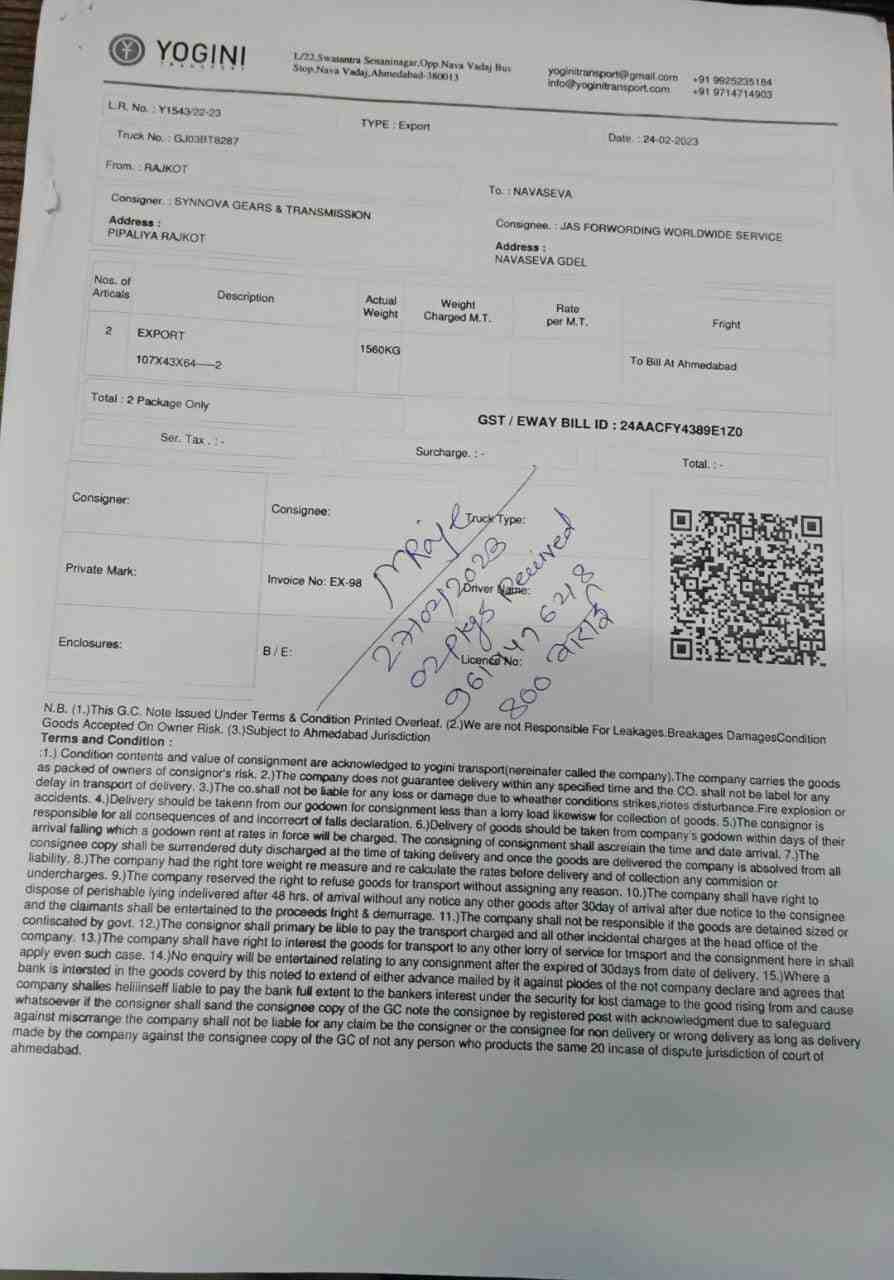 YOGINI
TRANSPORT
L/22,Swatantra Senaninagar,Opp.Nava Vadaj Bus
Stop,Nava Vadaj,Ahmedabad-380013
yoginitransport@gmail.com
info@yoginitransport.com
+91 9925235184
+91 9714714903
L.R. No. : Y1543/22-23
TYPE : Export
Date. : 24-02-2023
Truck No. : GJ03BT8287
From. : RAJKOT
To. : NAVASEVA
Consigner. : SYNNOVA GEARS & TRANSMISSION
Consignee. : JAS FORWORDING WORLDWIDE SERVICE
Address :
PIPALIYA RAJKOT
Address :
NAVASEVA GDEL
Nos. of
Articals
Description
Actual
Weight
Weight
Charged M.T.
Rate
per M.T.
Fright
2
EXPORT
107X43X64-----2
1560KG
To Bill At Ahmedabad
Total : 2 Package Only
GST / EWAY BILL ID : 24AACFY4389E1Z0
Ser. Tax . : -
Surcharge. : -
Total. : -
Consigner:
Consignee:
Truck Type:
Private Mark:
Invoice No: EX-98
Driver Name:
Enclosures:
B / E:
Licence No:
27/02/2023
02 Pkgs Received
800
N.B. (1.)This G.C. Note Issued Under Terms & Condition Printed Overleaf. (2.)We are not Responsible For Leakages.Breakages DamagesCondition
Goods Accepted On Owner Risk. (3.)Subject to Ahmedabad Jurisdiction
Terms and Condition :
:1.) Condition contents and value of consignment are acknowledged to yogini transport(nereinafer called the company).The company carries the goods
as packed of owners of consignor's risk. 2.)The company does not guarantee delivery within any specified time and the CO. shall not be label for any
delay in transport of delivery. 3.)The co.shall not be liable for any loss or damage due to wheather conditions strikes,riotes disturbance.Fire explosion or
accidents. 4.)Delivery should be takenn from our godown for consignment less than a lorry load likewisw for collection of goods. 5.)The consignor is
responsible for all consequences of and incorreort of falls declaration. 6.)Delivery of goods should be taken from company's godown within days of their
arrival falling which a godown rent at rates in force will be charged. The consigning of consignment shall ascreiain the time and date arrival. 7.)The
consignee copy shall be surrendered duty discharged at the time of taking delivery and once the goods are delivered the company is absolved from all
liability. 8.)The company had the right tore weight re measure and re calculate the rates before delivery and of collection any commision or
undercharges. 9.)The company reserved the right to refuse goods for transport without assigning any reason. 10.)The company shall have right to
dispose of perishable iying indelivered after 48 hrs. of arrival without any notice any other goods after 30day of arrival after due notice to the consignee
and the claimants shall be entertained to the proceeds fright & demurrage. 11.)The company shall not be responsible if the goods are detained sized or
confiscated by govt. 12.)The consignor shall primary be lible to pay the transport charged and all other incidental charges at the head office of the
company. 13.)The company shall have right to interest the goods for transport to any other lorry of service for tmsport and the consignment here in shall
apply even such case. 14.)No enquiry will be entertained relating to any consignment after the expired of 30days from date of delivery. 15.)Where a
bank is intersted in the goods coverd by this noted to extend of either advance mailed by it against plodes of the not company declare and agrees that
company shalles heliiinseff liable to pay the bank full extent to the bankers interest under the security for lost damage to the good rising from and cause
whatsoever if the consigner shall sand the consignee copy of the GC note the consignee by registered post with acknowledgment due to safeguard
against miscrrange the company shall not be liable for any claim be the consigner or the consignee for non delivery or wrong delivery as long as delivery
made by the company against the consignee copy of the GC of not any person who products the same 20 incase of dispute jurisdiction of court of
ahmedabad.